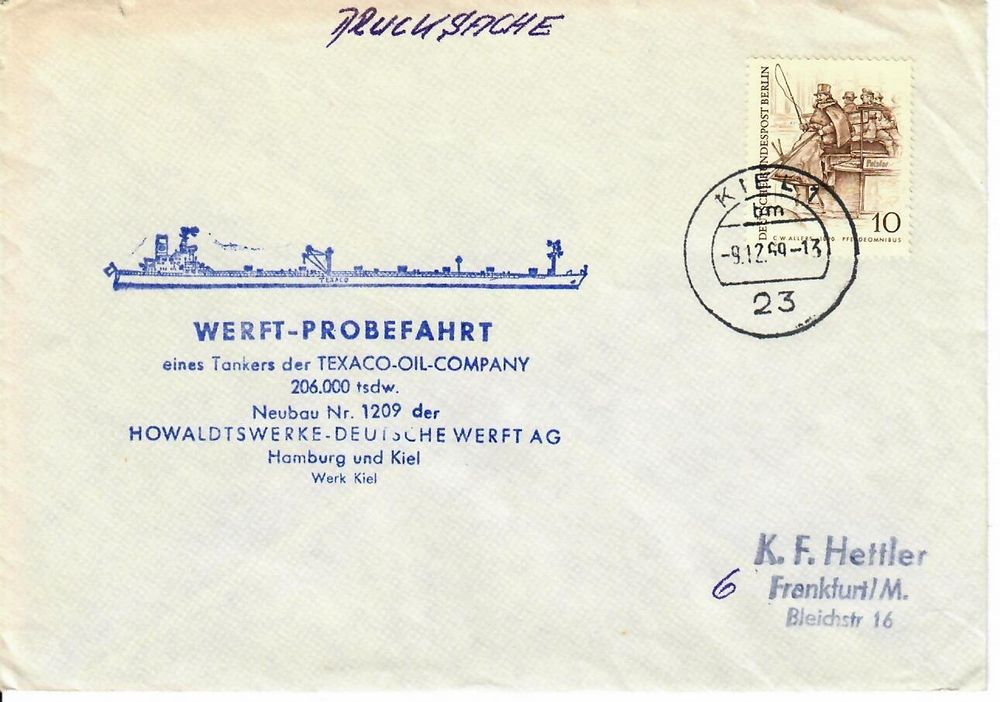 DRUCKSACHE
DEUTSCHE BUNDESPOST BERLIN
Petsler
10
C W ALLERS 1890 PFERDEOMNIBUS
KIEL 1
bm
-9.12.69-13
23
TEXACO
WERFT-PROBEFAHRT
eines Tankers der TEXACO-OIL-COMPANY
206.000 tsdw.
Neubau Nr. 1209 der
HOWALDTSWERKE-DEUTSCHE WERFT AG
Hamburg und Kiel
Werk Kiel
K. F. Hettler
6 Frankfurt/M.
Bleichstr 16